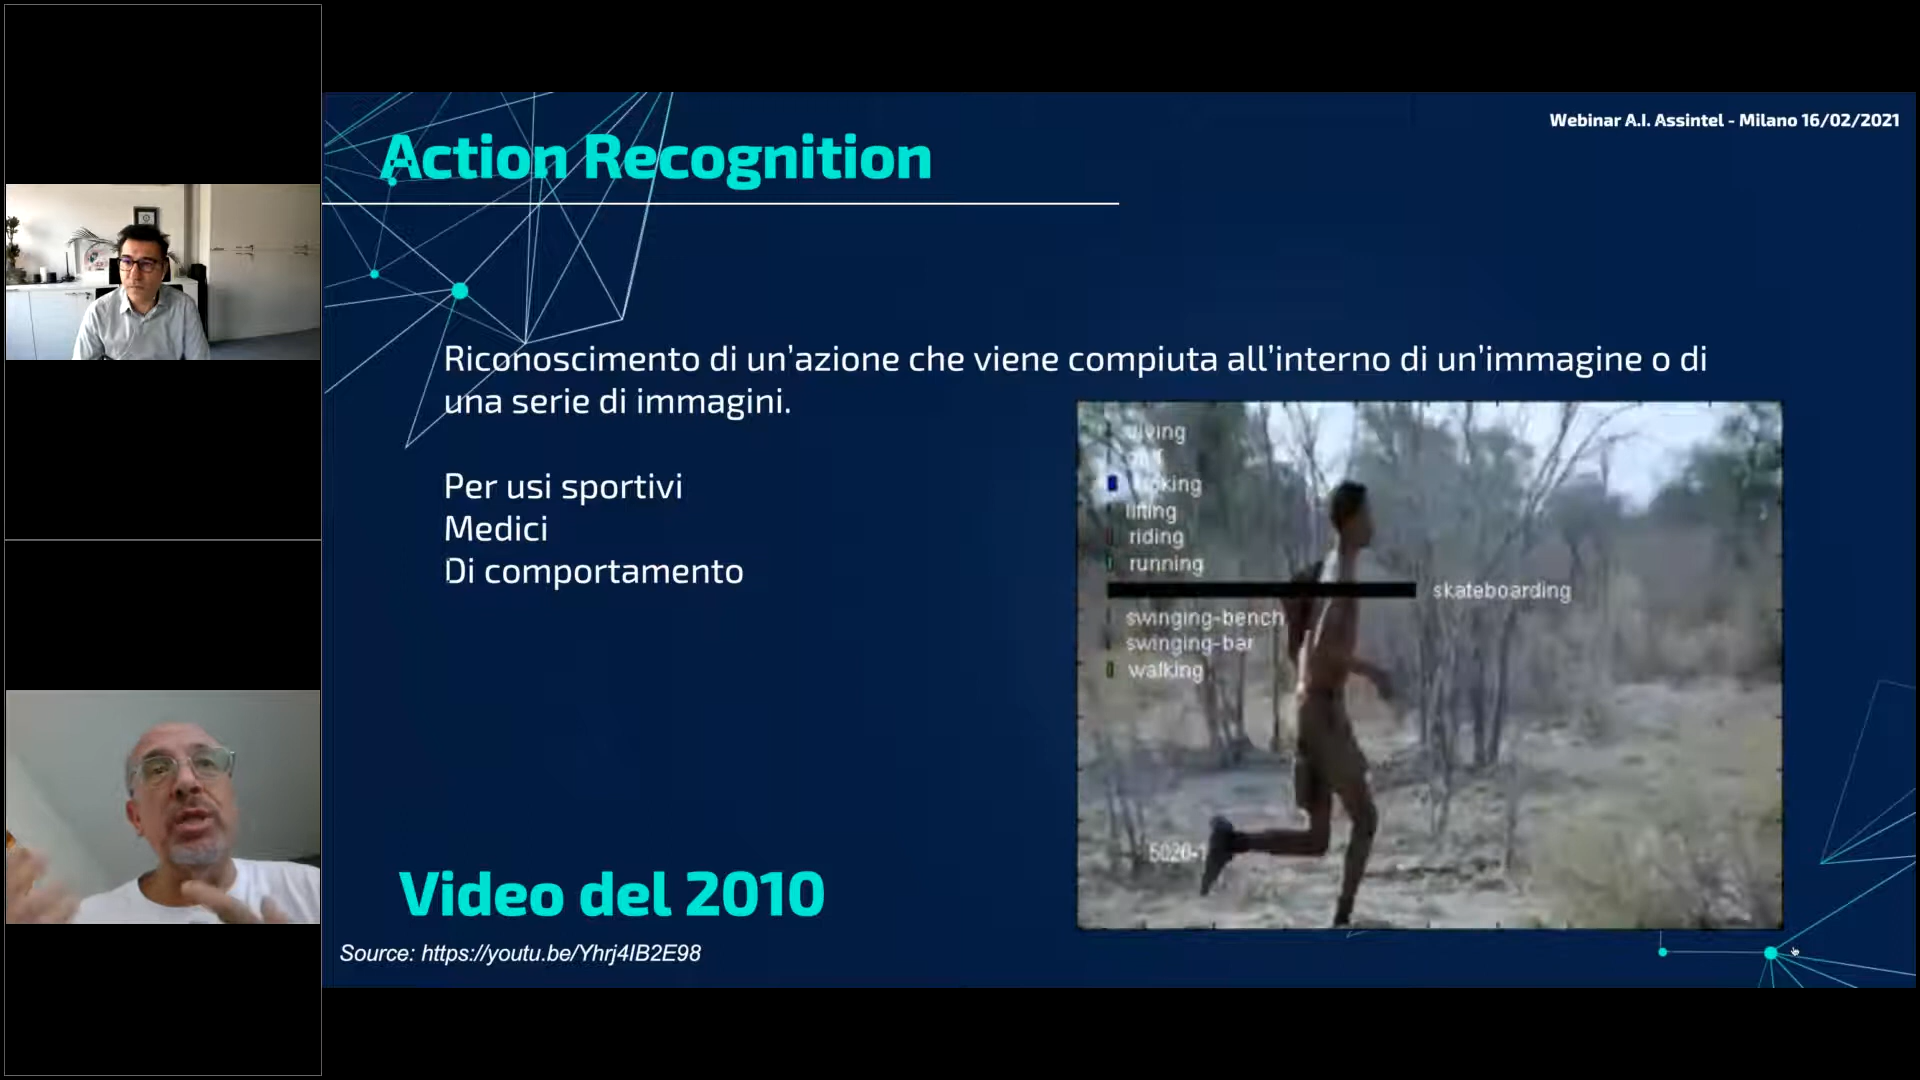 Webinar A.I. Assintel - Milano 16/02/2021
Action Recognition
Riconoscimento di un'azione che viene compiuta all'interno di un'immagine o di
una serie di immagini.
Per usi sportivi
Medici
Di comportamento
lifting
riding
running
skateboarding
swinging-bench
swinging-bar
walking
Video del 2010
Source: https://youtu.be/Yhrj4IB2E98